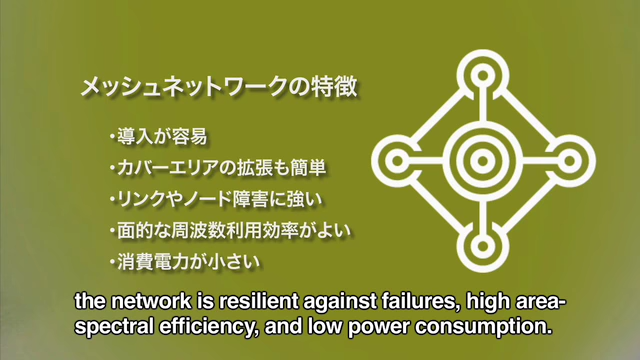 メッシュネットワークの特徴
・導入が容易
・カバーエリアの拡張も簡単
・リンクやノード障害に強い
・面的な周波数利用効率がよい
・消費電力が小さい
the network is resilient against failures, high area-
spectral efficiency, and low power consumption.